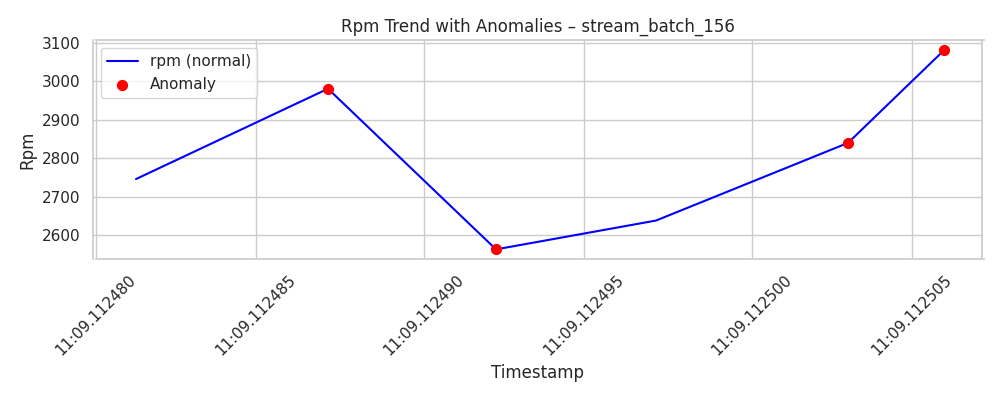 Rpm Trend with Anomalies – stream_batch_156
rpm (normal)
Anomaly
Rpm
3100
3000
2900
2800
2700
2600
11:09.112480
11:09.112485
11:09.112490
11:09.112495
11:09.112500
11:09.112505
Timestamp